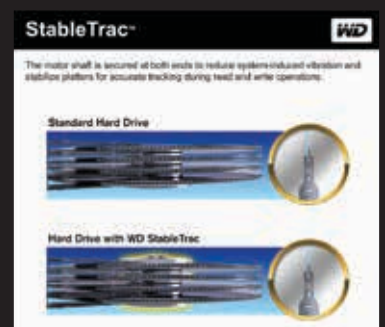 StableTrac™
WD
The motor shaft is secured at both ends to reduce system-induced vibration and
stabilize platters for accurate tracking during read and write operations.
Standard Hard Drive
Hard Drive with WD StableTrac